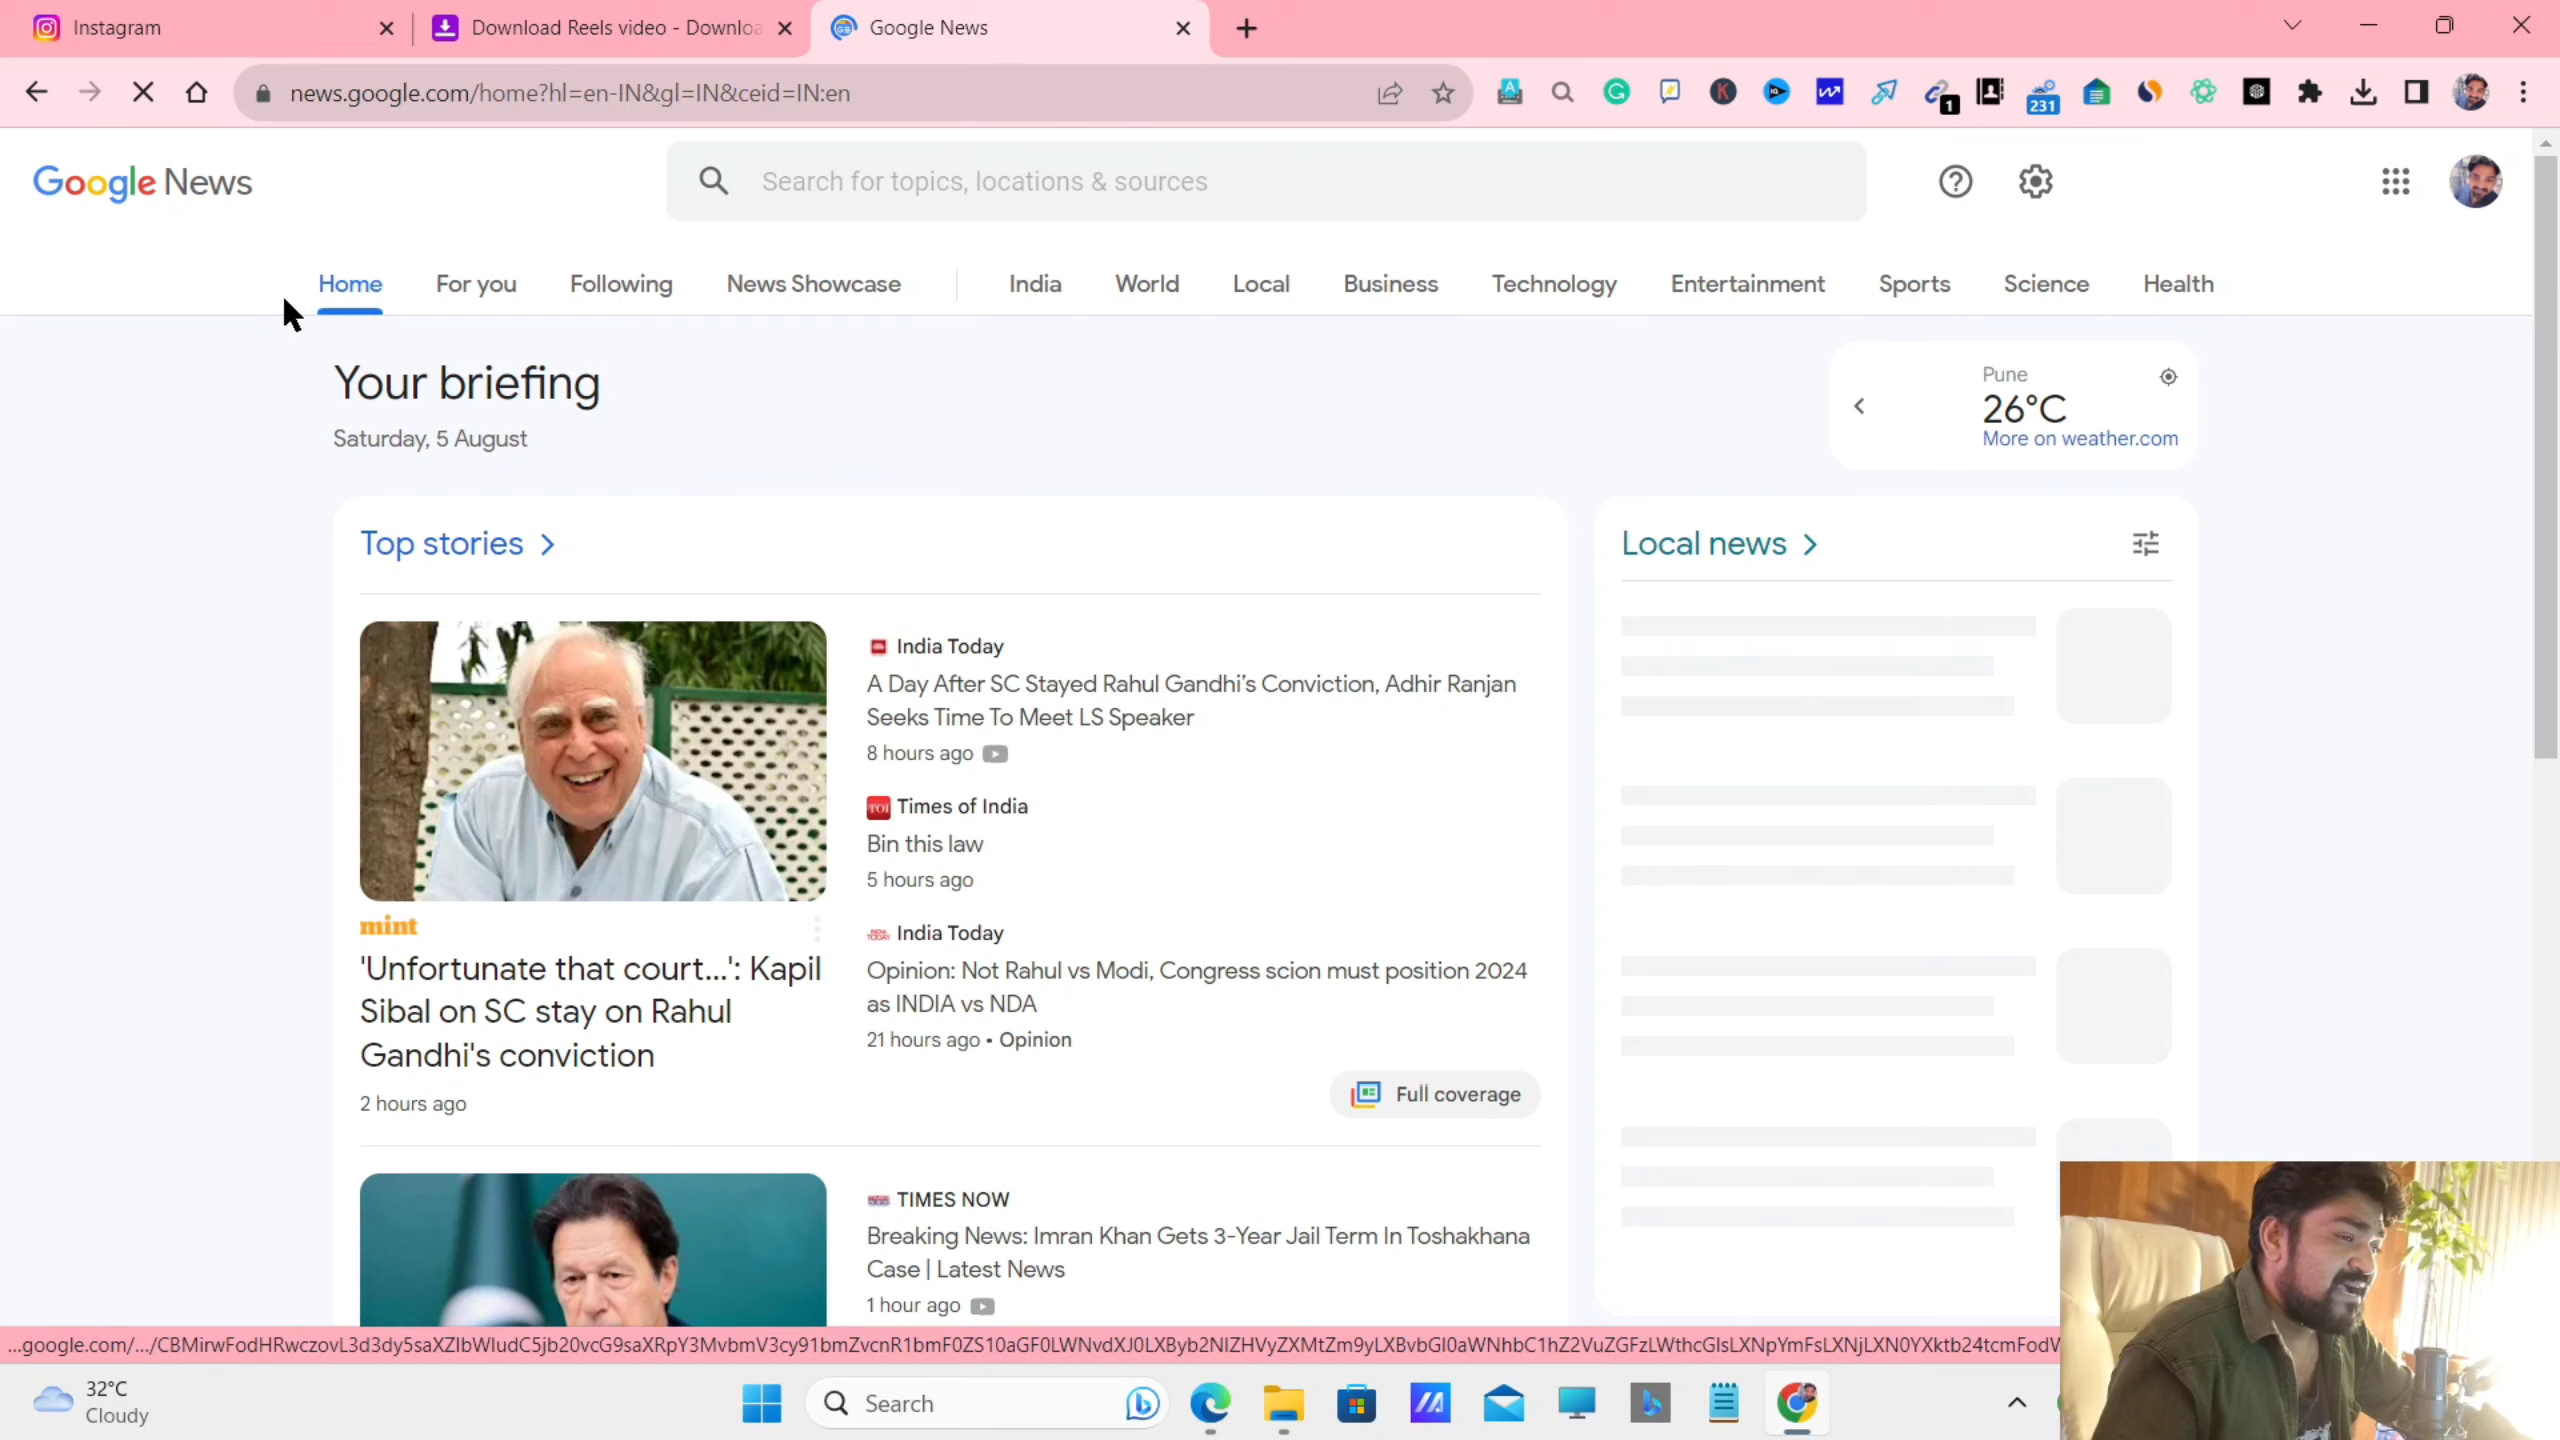 Instagram
Download Reels video - Downloa
Google News
news.google.com/home?hl=en-IN&gl=IN&ceid=IN:en
1
231
Google News
Search for topics, locations & sources
Home For you Following News Showcase India World Local Business Technology Entertainment Sports Science Health
Your briefing
Saturday, 5 August
Pune
26°C
More on weather.com
Top stories
Local news
India Today
A Day After SC Stayed Rahul Gandhi's Conviction, Adhir Ranjan
Seeks Time To Meet LS Speaker
8 hours ago
TOI Times of India
Bin this law
5 hours ago
mint
'Unfortunate that court...': Kapil
Sibal on SC stay on Rahul
Gandhi's conviction
2 hours ago
India Today
Opinion: Not Rahul vs Modi, Congress scion must position 2024
as INDIA vs NDA
21 hours ago • Opinion
Full coverage
TIMES NOW
Breaking News: Imran Khan Gets 3-Year Jail Term In Toshakhana
Case | Latest News
1 hour ago
32°C
Cloudy
Search